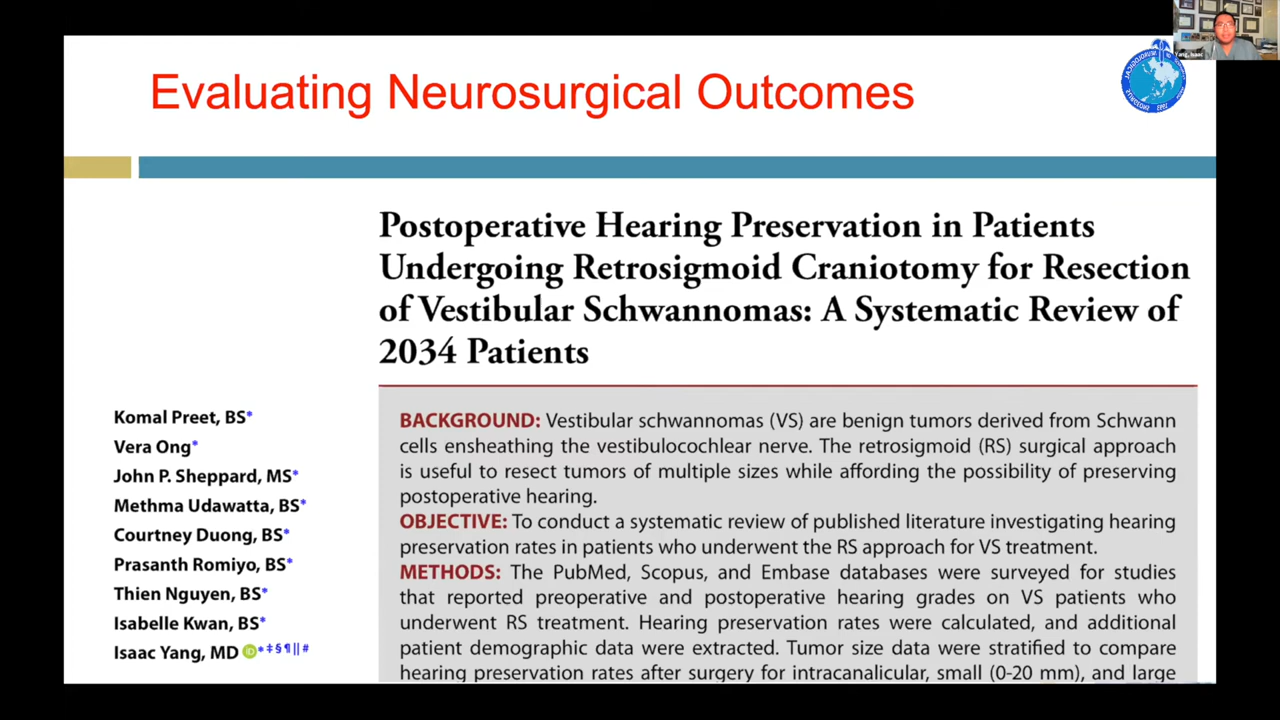 Yang, Isaac
Evaluating Neurosurgical Outcomes
Postoperative Hearing Preservation in Patients
Undergoing Retrosigmoid Craniotomy for Resection
of Vestibular Schwannomas: A Systematic Review of
2034 Patients
Komal Preet, BS*
Vera Ong*
John P. Sheppard, MS*
Methma Udawatta, BS*
Courtney Duong, BS*
Prasanth Romiyo, BS*
Thien Nguyen, BS*
Isabelle Kwan, BS*
Isaac Yang, MD iD *‡§¶||#
BACKGROUND: Vestibular schwannomas (VS) are benign tumors derived from Schwann
cells ensheathing the vestibulocochlear nerve. The retrosigmoid (RS) surgical approach
is useful to resect tumors of multiple sizes while affording the possibility of preserving
postoperative hearing.
OBJECTIVE: To conduct a systematic review of published literature investigating hearing
preservation rates in patients who underwent the RS approach for VS treatment.
METHODS: The PubMed, Scopus, and Embase databases were surveyed for studies
that reported preoperative and postoperative hearing grades on VS patients who
underwent RS treatment. Hearing preservation rates were calculated, and additional
patient demographic data were extracted. Tumor size data were stratified to compare
hearing preservation rates after surgery for intracanalicular, small (0-20 mm), and large